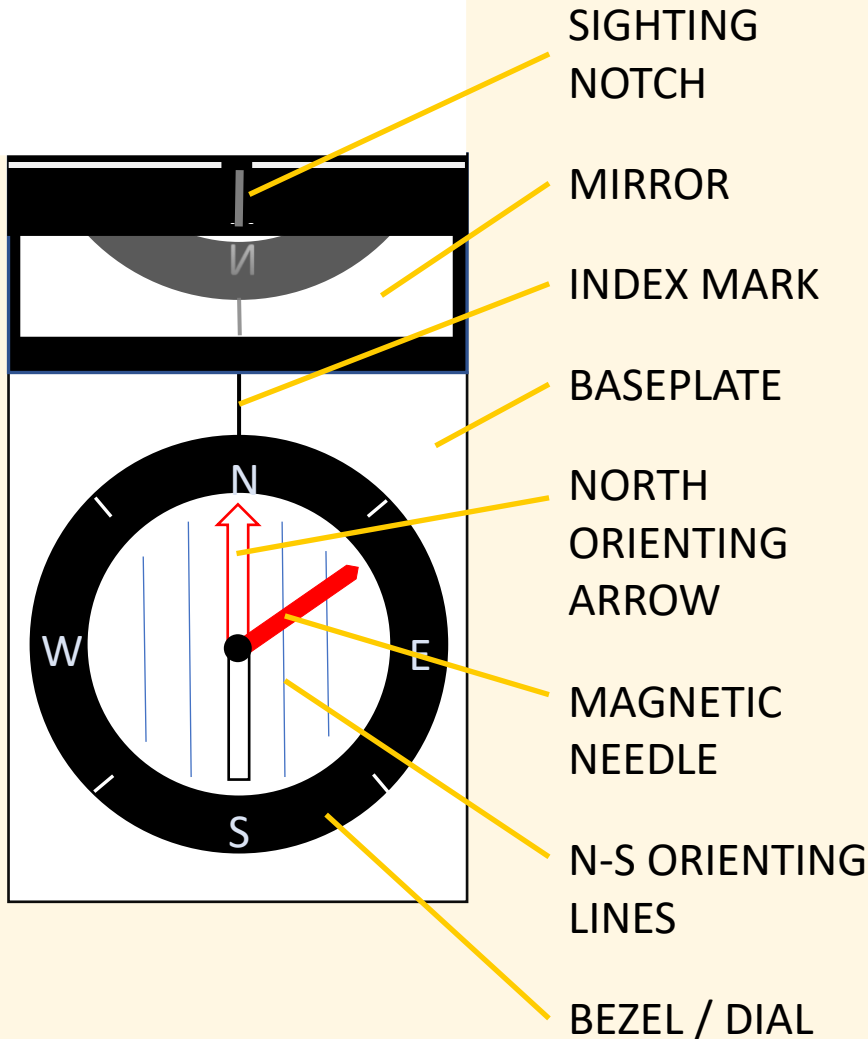 SIGHTING
NOTCH
MIRROR
INDEX MARK
BASEPLATE
NORTH
ORIENTING
ARROW
MAGNETIC
NEEDLE
N-S ORIENTING
LINES
BEZEL / DIAL
N
N
W
E
S